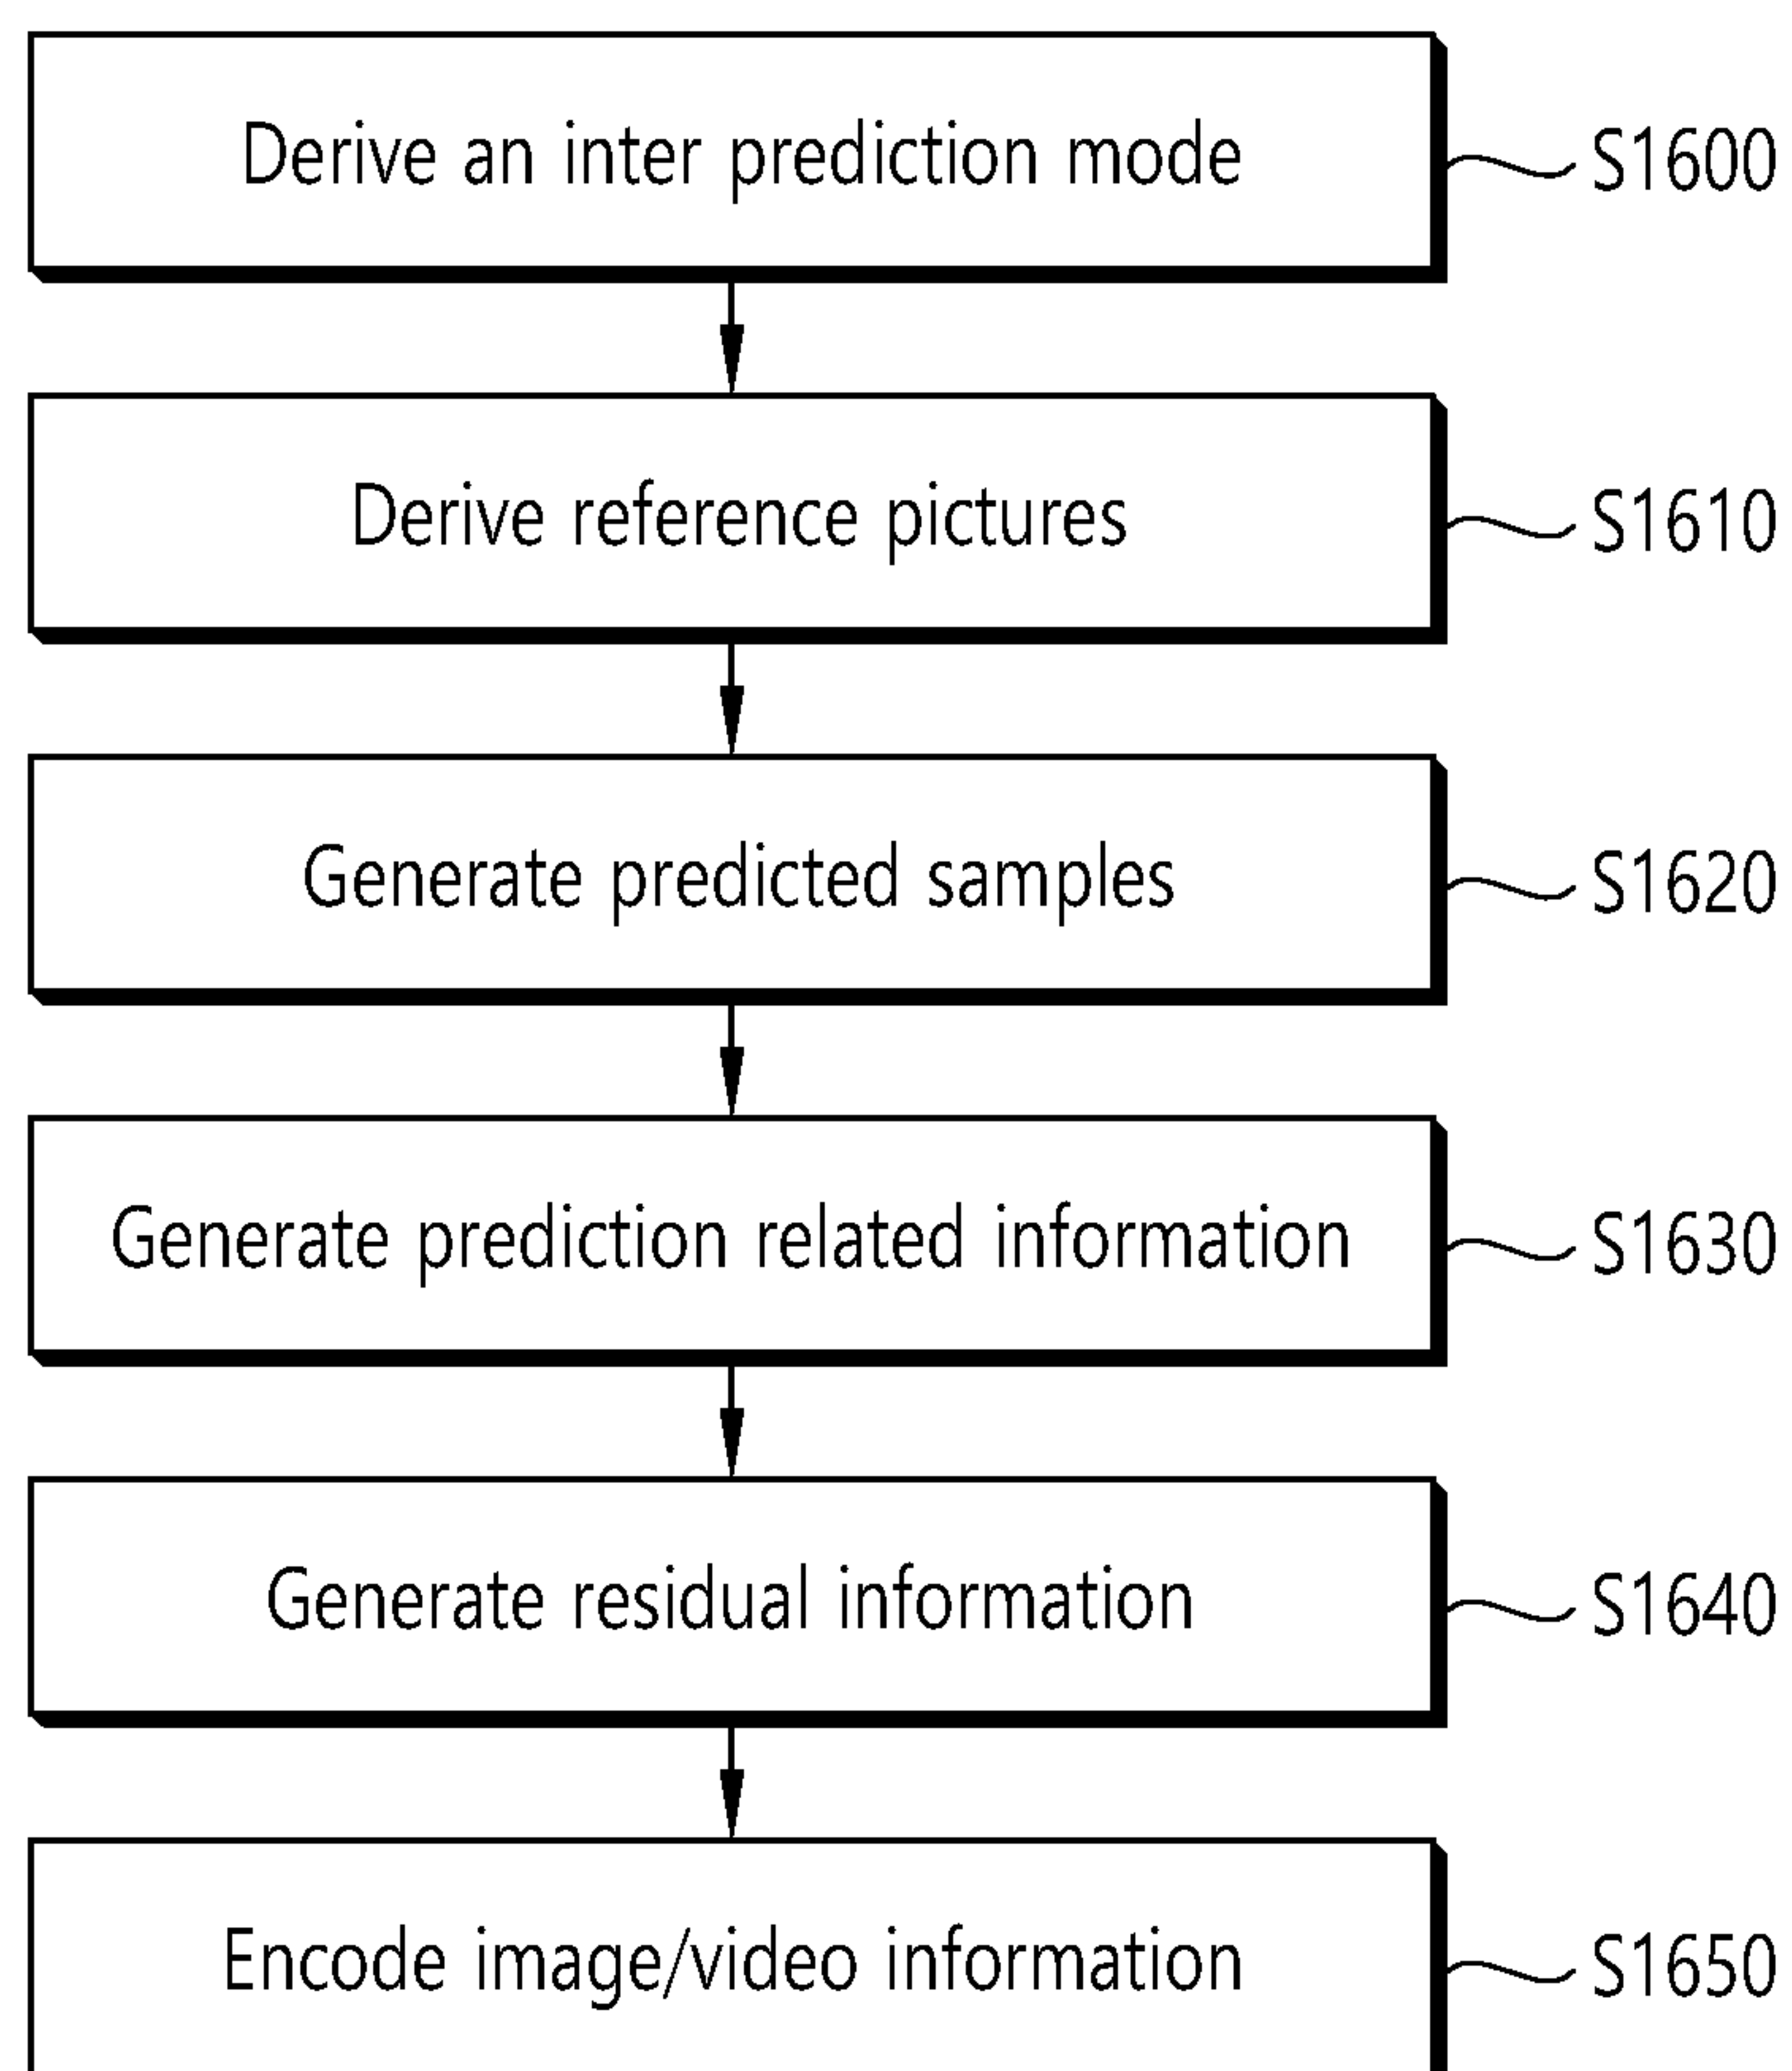 Derive an inter prediction mode S1600
Derive reference pictures S1610
Generate predicted samples S1620
Generate prediction related information S1630
Generate residual information S1640
Encode image/video information S1650